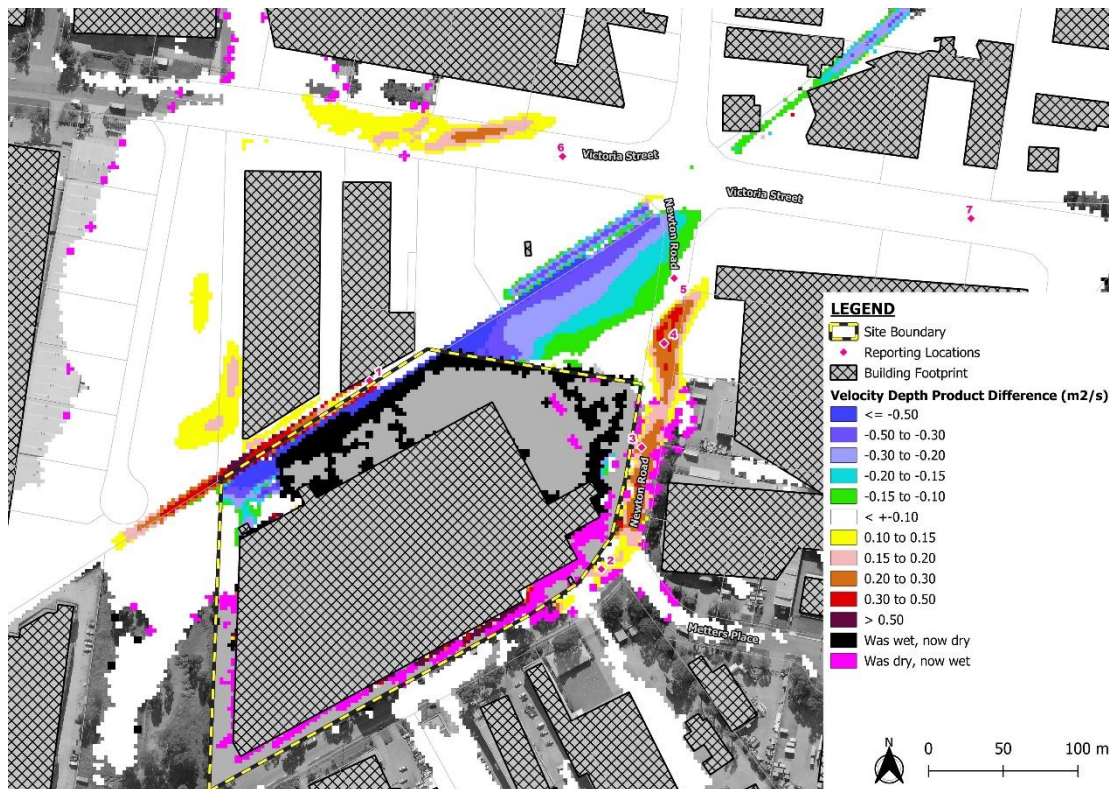 6
Victoria Street
Victoria Street
7
Newton Road
5
4
1
3
Newton Road
2
Metters Place
LEGEND
Site Boundary
Reporting Locations
Building Footprint
Velocity Depth Product Difference (m2/s)
<= -0.50
-0.50 to -0.30
-0.30 to -0.20
-0.20 to -0.15
-0.15 to -0.10
< +-0.10
0.10 to 0.15
0.15 to 0.20
0.20 to 0.30
0.30 to 0.50
> 0.50
Was wet, now dry
Was dry, now wet
N
0 50 100 m